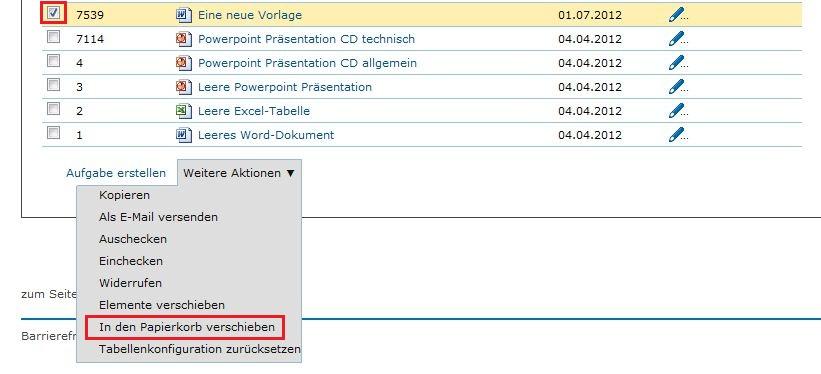 7539 Eine neue Vorlage 01.07.2012 ...
7114 Powerpoint Präsentation CD technisch 04.04.2012 ...
4 Powerpoint Präsentation CD allgemein 04.04.2012 ...
3 Leere Powerpoint Präsentation 04.04.2012 ...
2 Leere Excel-Tabelle 04.04.2012 ...
1 Leeres Word-Dokument 04.04.2012 ...
Aufgabe erstellen Weitere Aktionen ▼
Kopieren
Als E-Mail versenden
Auschecken
Einchecken
Widerrufen
zum Seite
Elemente verschieben
In den Papierkorb verschieben
Barrierefr
Tabellenkonfiguration zurücksetzen